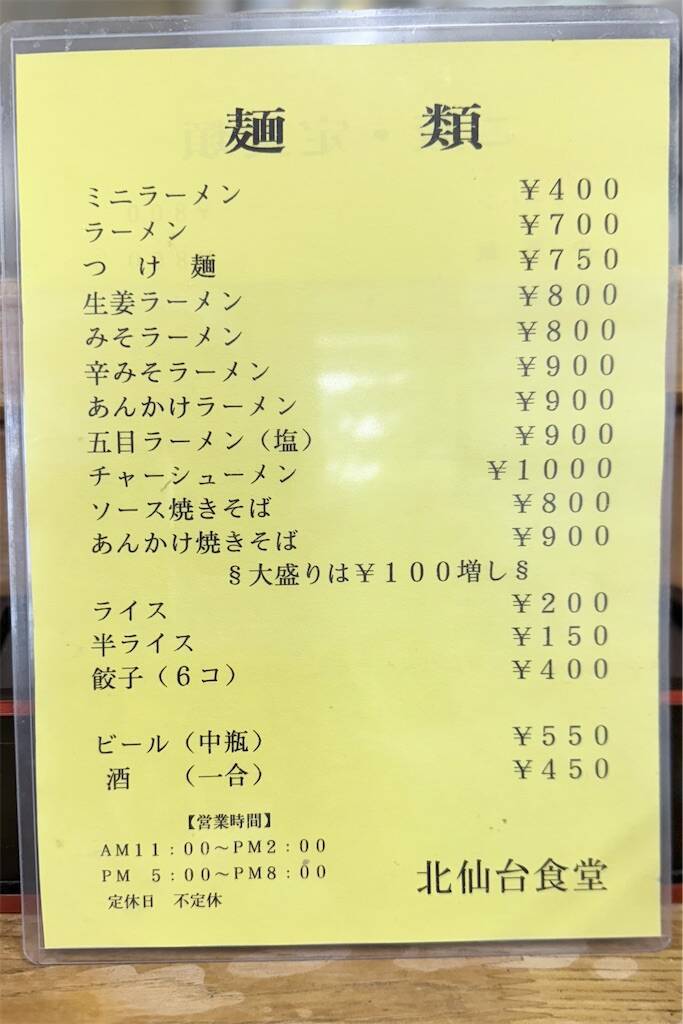 麺 類
ミニラーメン ￥４００
ラーメン ￥７００
つ け 麺 ￥７５０
生姜ラーメン ￥８００
みそラーメン ￥８００
辛みそラーメン ￥９００
あんかけラーメン ￥９００
五目ラーメン（塩） ￥９００
チャーシューメン ￥１０００
ソース焼きそば ￥８００
あんかけ焼きそば ￥９００
§大盛りは￥１００増し§
ライス ￥２００
半ライス ￥１５０
餃子（６コ） ￥４００
ビール（中瓶） ￥５５０
酒 （一合） ￥４５０
【営業時間】
ＡＭ１１：００～ＰＭ２：００
ＰＭ ５：００～ＰＭ８：００
定休日 不定休
北仙台食堂